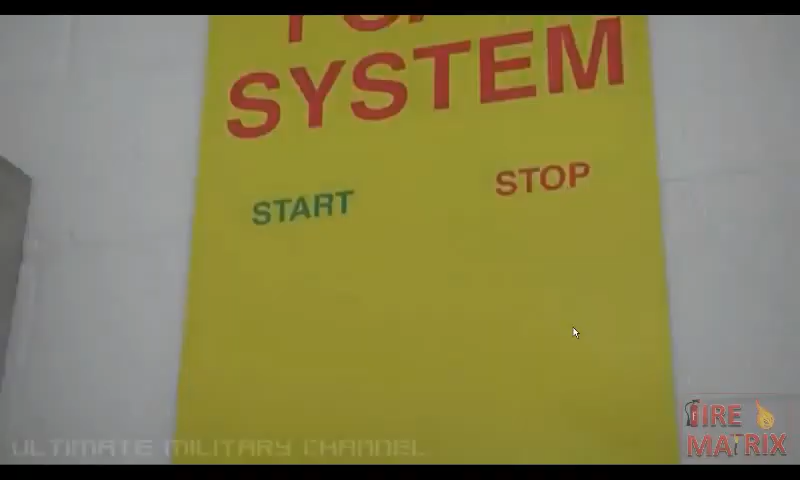 SYSTEM
START STOP
ULTIMATE MILITARY CHANNEL
FIRE
MATRIX